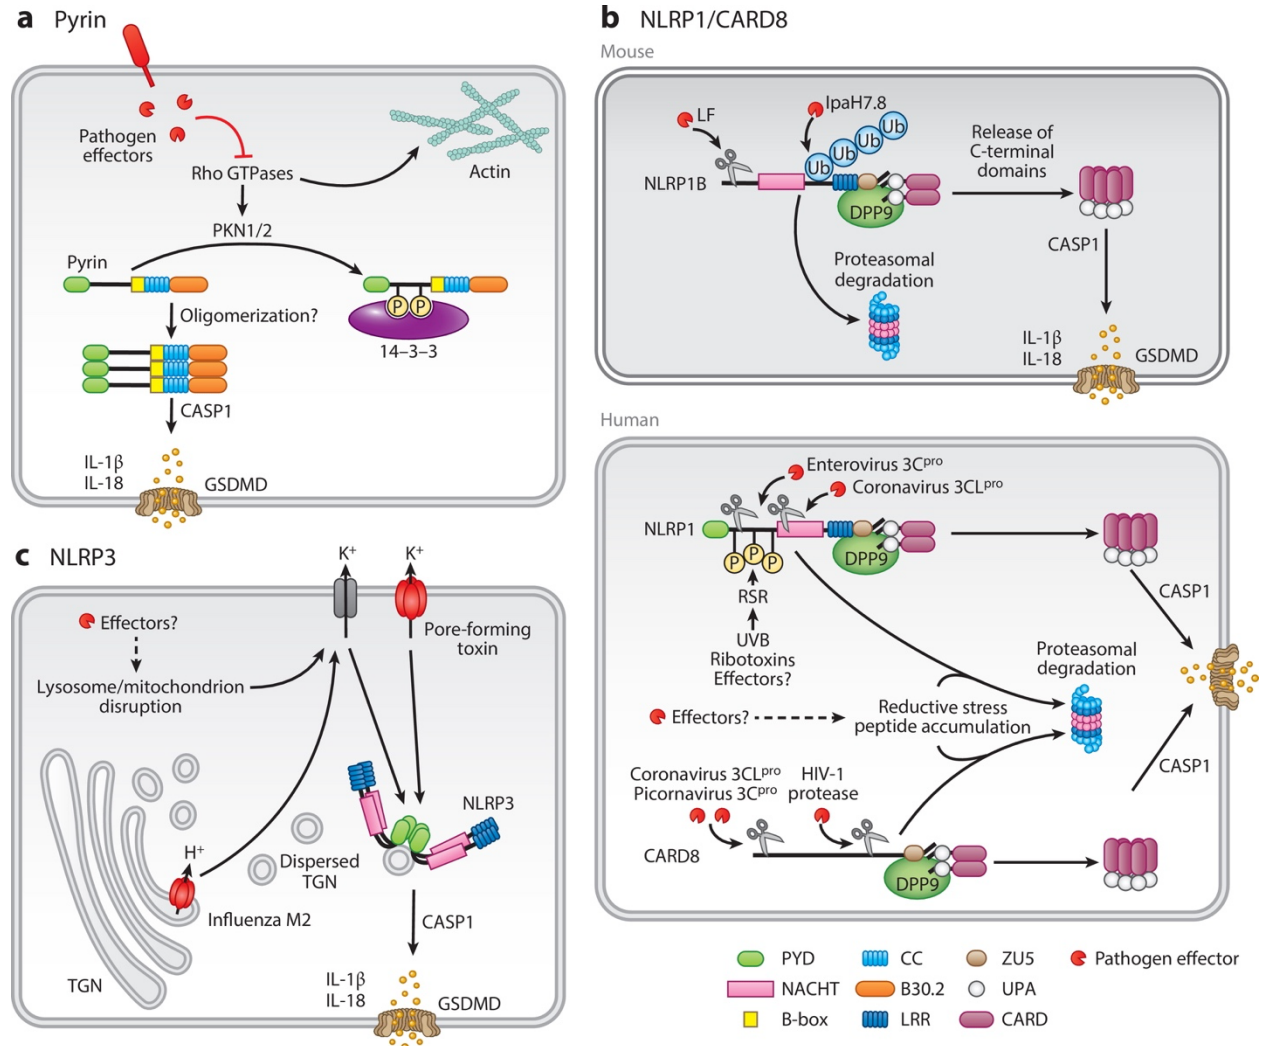 a Pyrin
Pathogen
effectors
Rho GTPases
Actin
PKN1/2
Pyrin
Oligomerization?
P P
14–3–3
CASP1
IL-1β
IL-18
GSDMD
b NLRP1/CARD8
Mouse
LF
IpaH7.8
Ub Ub Ub Ub
NLRP1B
DPP9
Release of
C-terminal
domains
CASP1
Proteasomal
degradation
IL-1β
IL-18
GSDMD
Human
Enterovirus 3Cpro
Coronavirus 3CLpro
NLRP1
DPP9
P P P
RSR
UVB
Ribotoxins
Effectors?
CASP1
Proteasomal
degradation
Effectors?
Reductive stress
peptide accumulation
Coronavirus 3CLpro
Picornavirus 3Cpro
HIV-1
protease
CARD8
DPP9
CASP1
c NLRP3
K+
K+
Effectors?
Pore-forming
toxin
Lysosome/mitochondrion
disruption
NLRP3
H+
Dispersed
TGN
Influenza M2
CASP1
TGN
IL-1β
IL-18
GSDMD
PYD
CC
ZU5
Pathogen effector
NACHT
B30.2
UPA
B-box
LRR
CARD